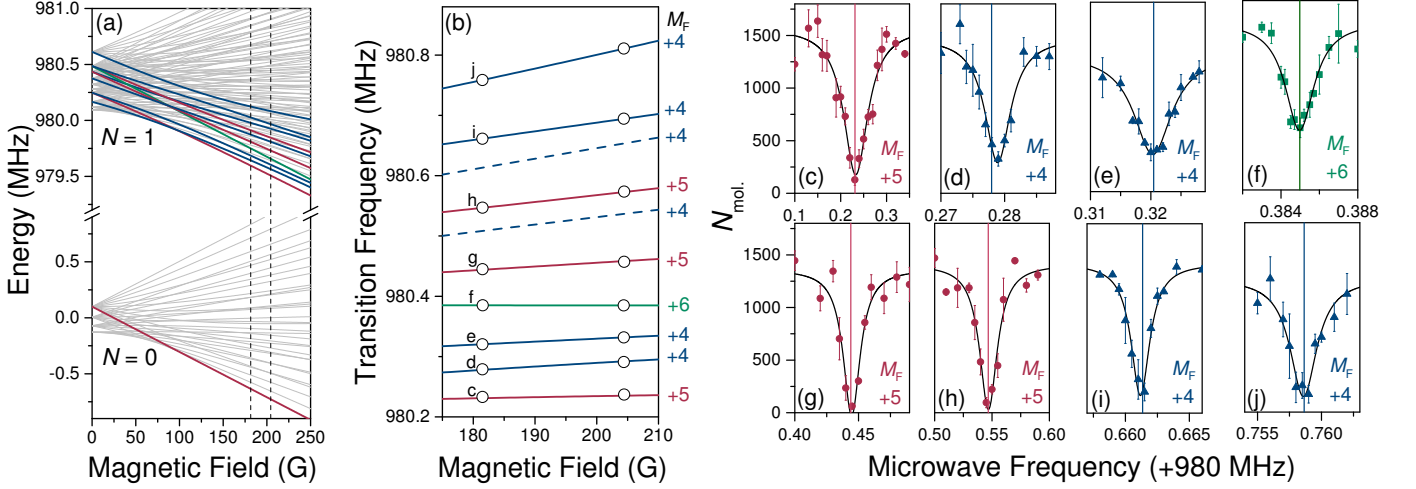 (a)
981.0
980.5
980.0
979.5
0.5
0.0
-0.5
N = 1
N = 0
Energy (MHz)
0 50 100 150 200 250
Magnetic Field (G)
(b)
M_F
980.8
980.6
980.4
980.2
Transition Frequency (MHz)
j +4
i +4
+4
h +5
+4
g +5
f +6
e +4
d +4
c +5
180 190 200 210
Magnetic Field (G)
N_mol.
1500
1000
500
0
(c) M_F +5
0.1 0.2 0.3
(d) M_F +4
0.27 0.28
(e) M_F +4
0.31 0.32
(f) M_F +6
0.384 0.388
1500
1000
500
0
(g) M_F +5
0.40 0.45
(h) M_F +5
0.50 0.55 0.60
(i) M_F +4
0.660 0.665
(j) M_F +4
0.755 0.760
Microwave Frequency (+980 MHz)